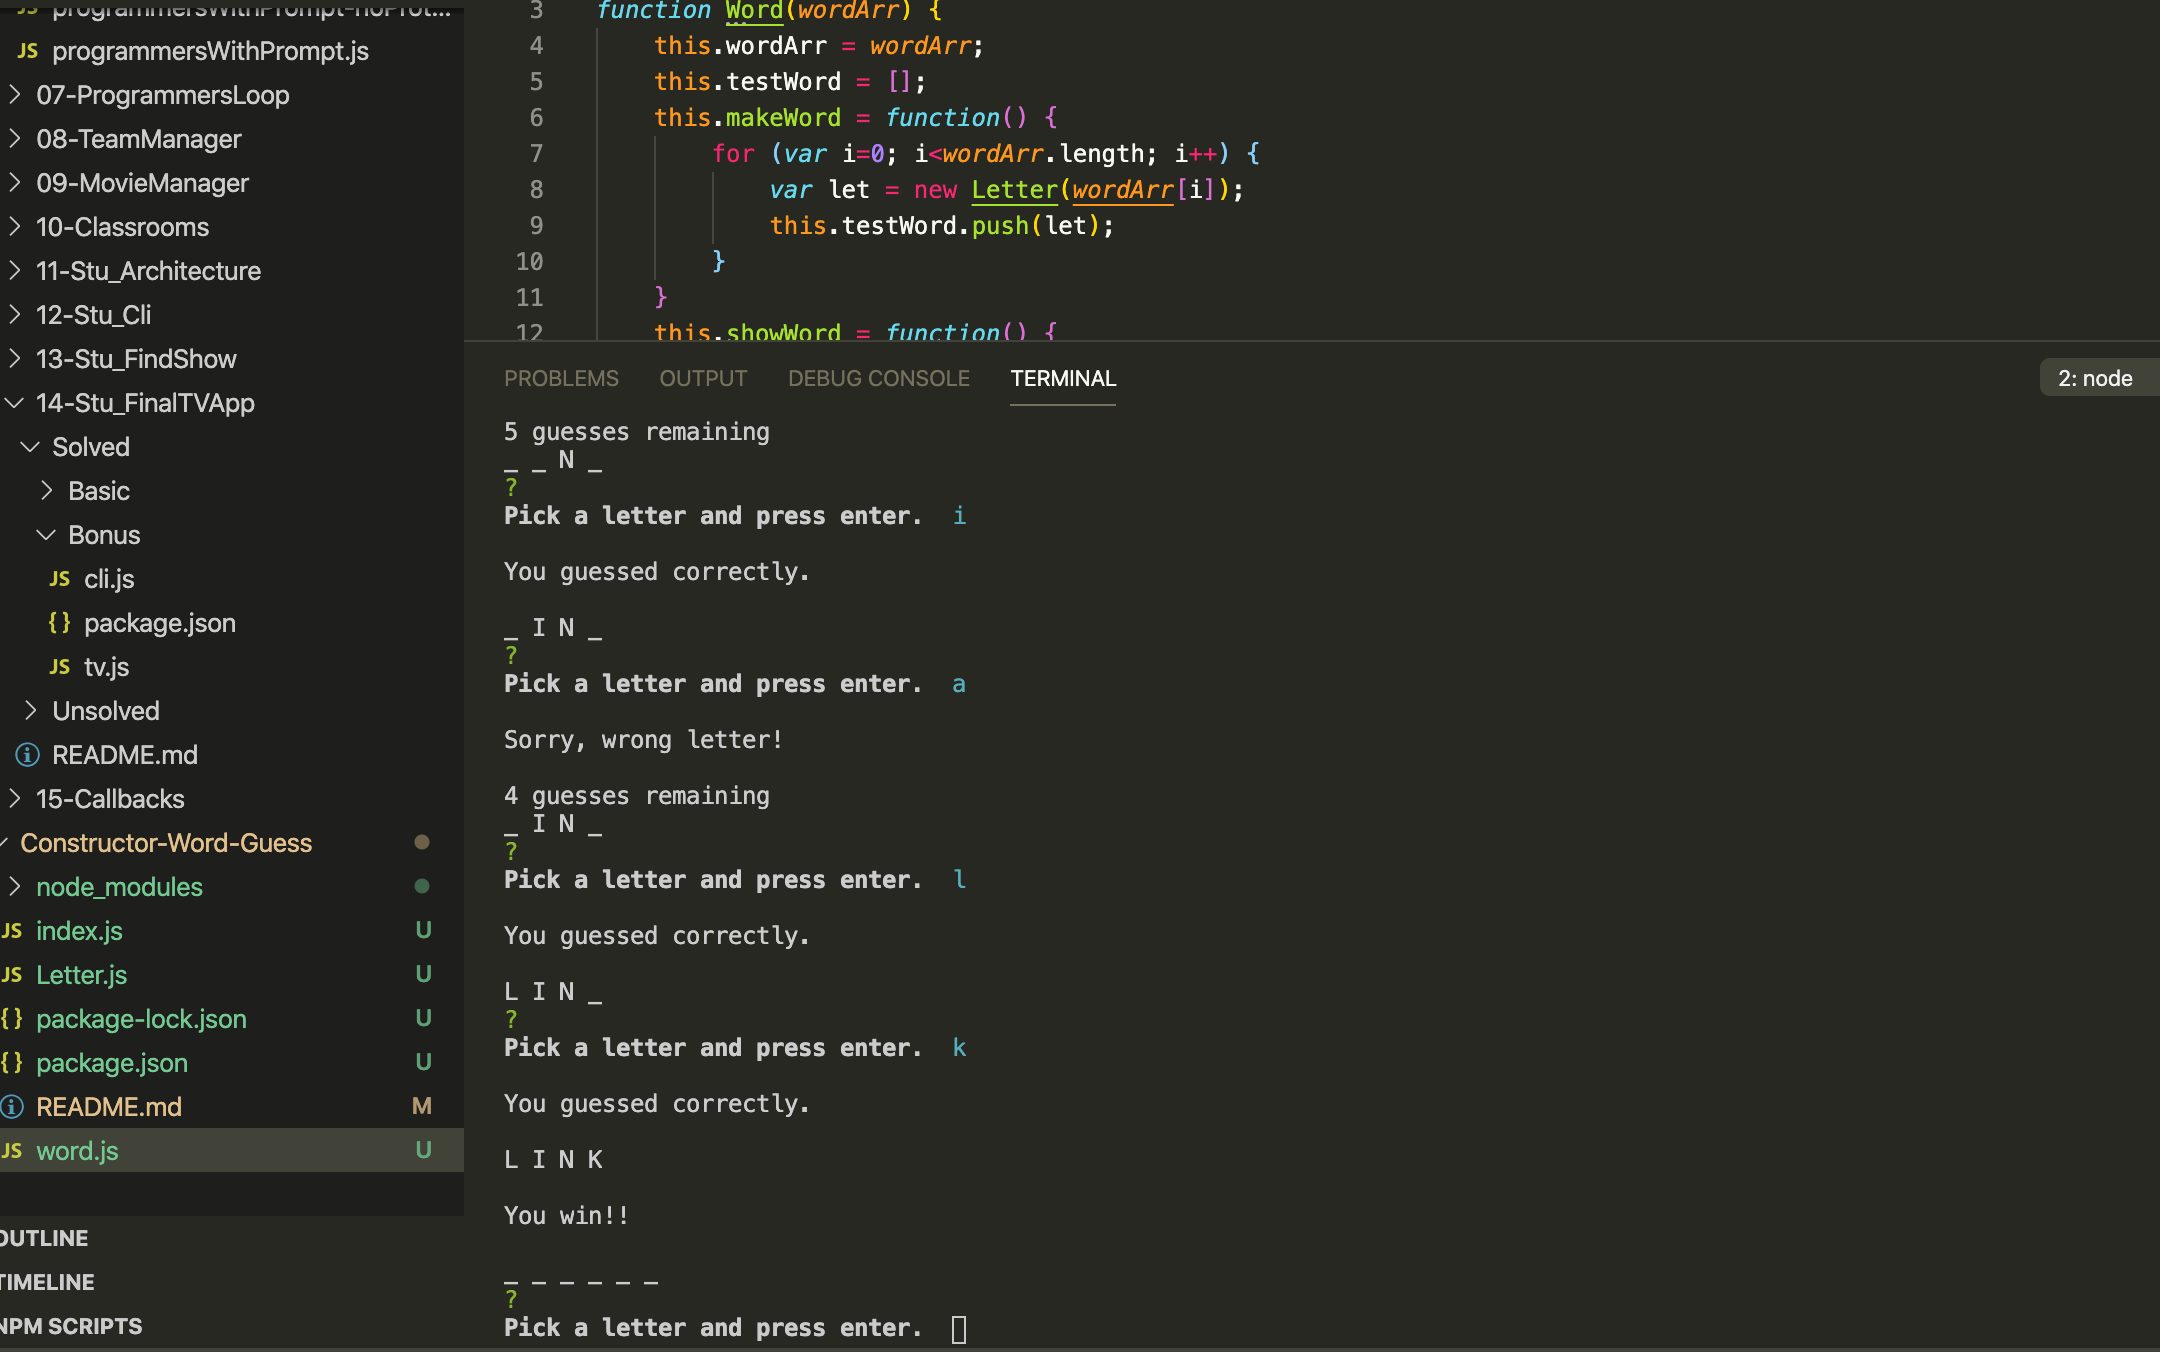 JS programmersWithPrompt-noProt...
JS programmersWithPrompt.js
07-ProgrammersLoop
08-TeamManager
09-MovieManager
10-Classrooms
11-Stu_Architecture
12-Stu_Cli
13-Stu_FindShow
14-Stu_FinalTVApp
Solved
Basic
Bonus
JS cli.js
{} package.json
JS tv.js
Unsolved
README.md
15-Callbacks
Constructor-Word-Guess
node_modules
JS index.js U
JS Letter.js U
{} package-lock.json U
{} package.json U
README.md M
JS word.js U
OUTLINE
TIMELINE
NPM SCRIPTS
3 function Word(wordArr) {
4 this.wordArr = wordArr;
5 this.testWord = [];
6 this.makeWord = function() {
7 for (var i=0; i<wordArr.length; i++) {
8 var let = new Letter(wordArr[i]);
9 this.testWord.push(let);
10 }
11 }
12 this.showWord = function() {
PROBLEMS OUTPUT DEBUG CONSOLE TERMINAL 2: node
5 guesses remaining
_ _ N _
?
Pick a letter and press enter. i
You guessed correctly.
_ I N _
?
Pick a letter and press enter. a
Sorry, wrong letter!
4 guesses remaining
_ I N _
?
Pick a letter and press enter. l
You guessed correctly.
L I N _
?
Pick a letter and press enter. k
You guessed correctly.
L I N K
You win!!
_ _ _ _ _ _
?
Pick a letter and press enter.